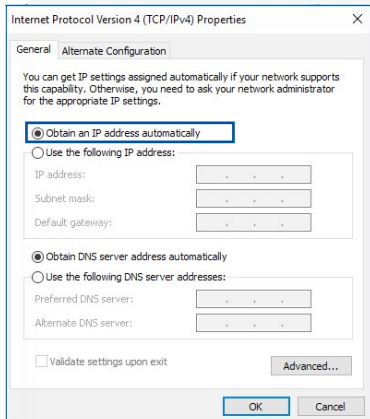 Internet Protocol Version 4 (TCP/IPv4) Properties
General
Alternate Configuration
You can get IP settings assigned automatically if your network supports
this capability. Otherwise, you need to ask your network administrator
for the appropriate IP settings.
Obtain an IP address automatically
Use the following IP address:
IP address:
Subnet mask:
Default gateway:
Obtain DNS server address automatically
Use the following DNS server addresses:
Preferred DNS server:
Alternate DNS server:
Validate settings upon exit
Advanced...
OK
Cancel